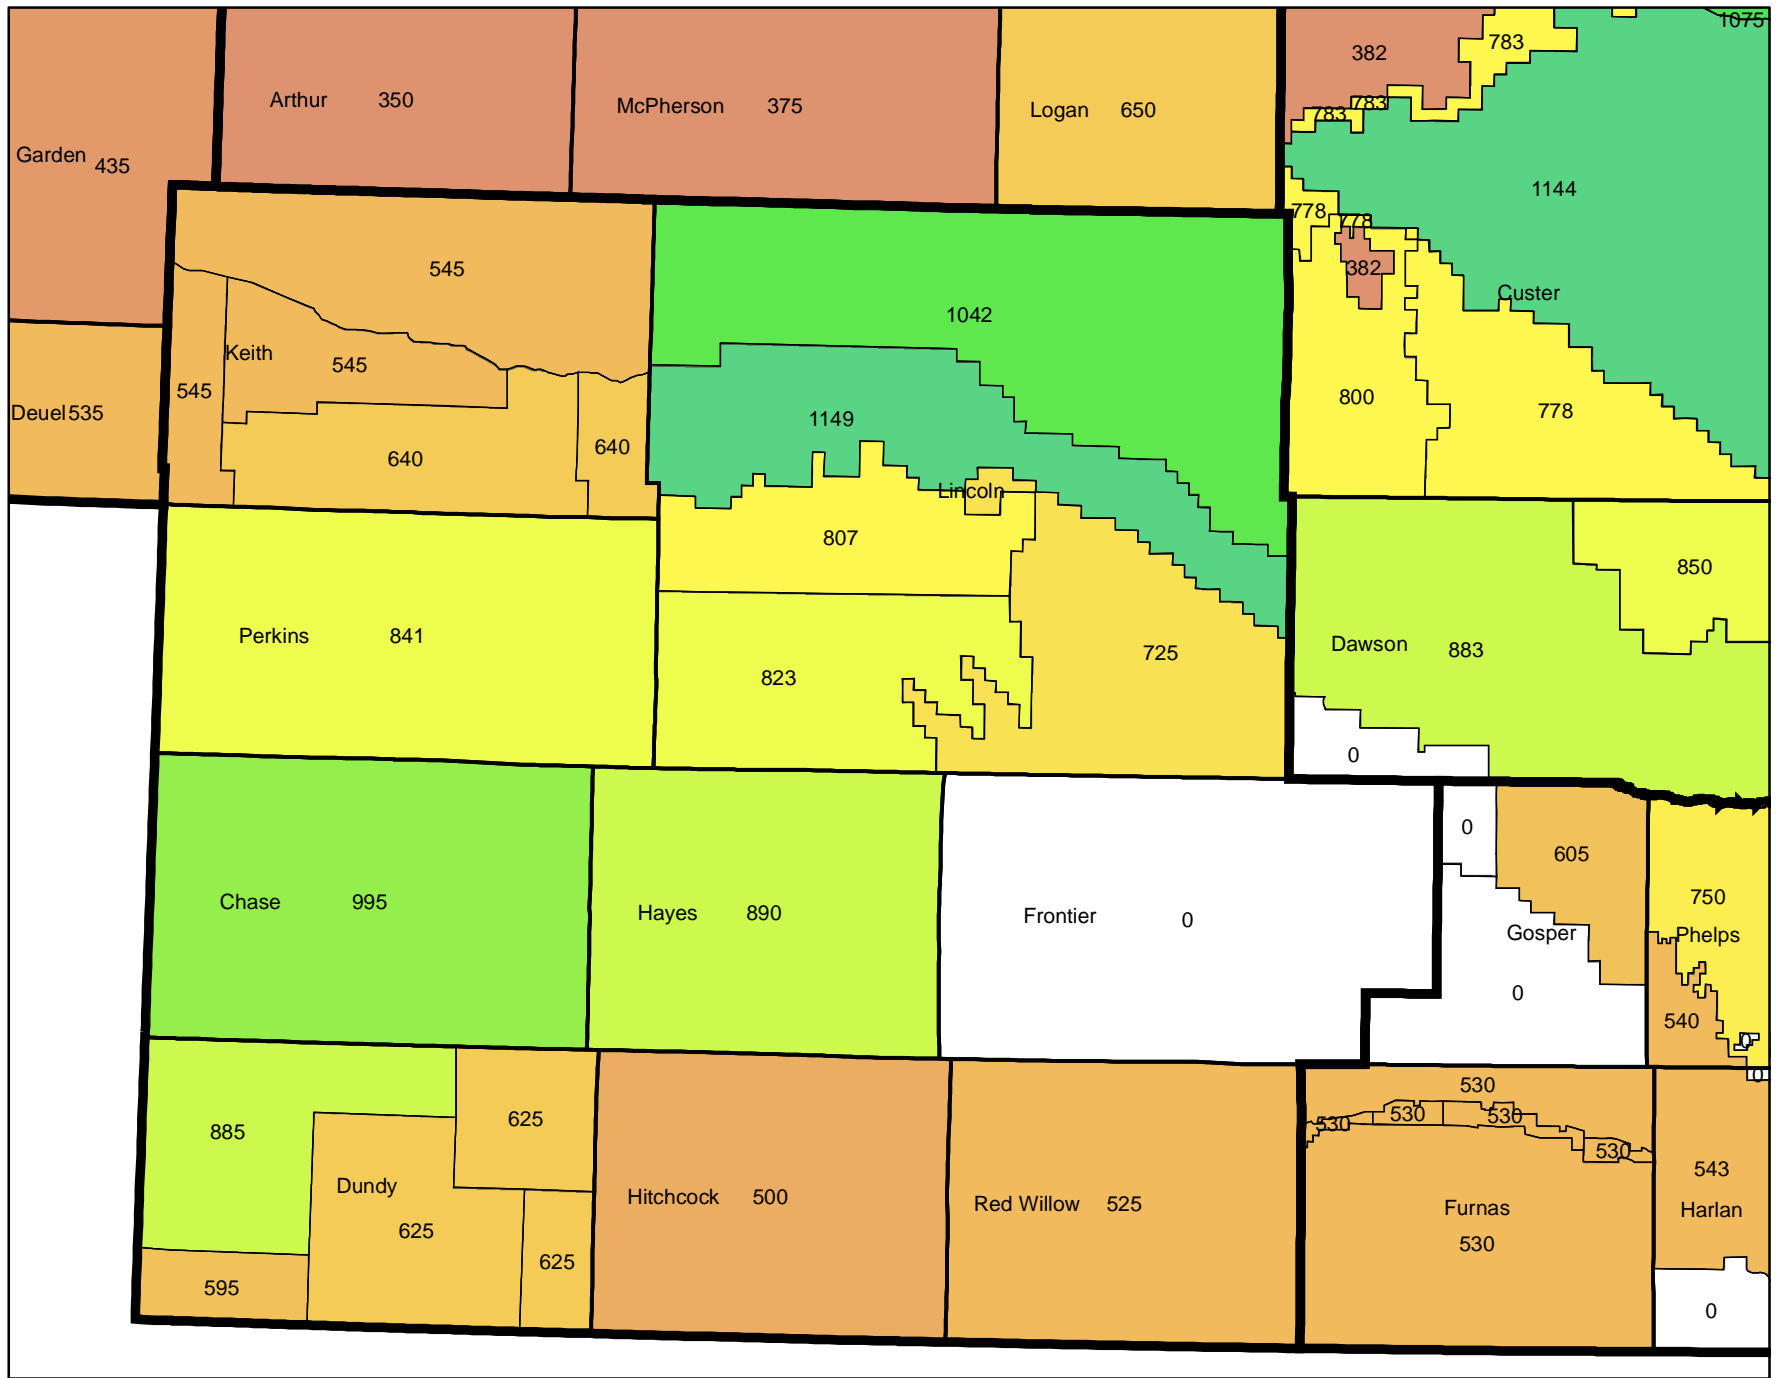 1075
783
382
Arthur 350
McPherson 375
Logan 650
783
783
Garden 435
1144
778
778
545
382
Custer
1042
Keith
545
545
800
778
Deuel 535
1149
640
640
Lincoln
807
850
Perkins 841
Dawson 883
725
823
0
0
605
Chase 995
Hayes 890
Frontier 0
750
Gosper
Phelps
0
540
0
0
530
530
530
530
625
885
530
543
Dundy
Hitchcock 500
Red Willow 525
Furnas
Harlan
625
530
625
595
0